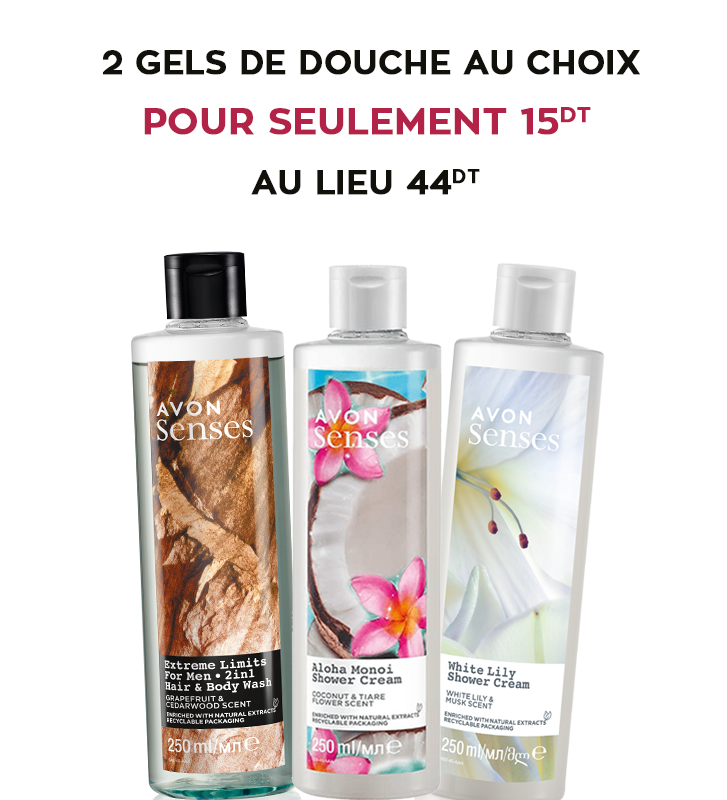 2 GELS DE DOUCHE AU CHOIX
POUR SEULEMENT 15DT
AU LIEU 44DT
AVON
Senses
Extreme Limits
For Men • 2in1
Hair & Body Wash
GRAPEFRUIT &
CEDARWOOD SCENT
ENRICHED WITH NATURAL EXTRACTS
RECYCLABLE PACKAGING
250 ml/мл e
AVON
Senses
Aloha Monoi
Shower Cream
COCONUT & TIARE
FLOWER SCENT
ENRICHED WITH NATURAL EXTRACTS
RECYCLABLE PACKAGING
250 ml/мл e
AVON
Senses
White Lily
Shower Cream
WHITE LILY &
MUSK SCENT
ENRICHED WITH NATURAL EXTRACTS
RECYCLABLE PACKAGING
250 ml/мл/მლ e